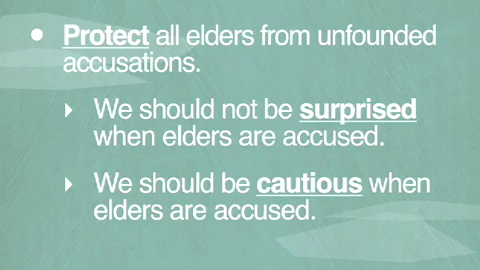 • Protect all elders from unfounded
accusations.
‣ We should not be surprised
when elders are accused.
‣ We should be cautious when
elders are accused.